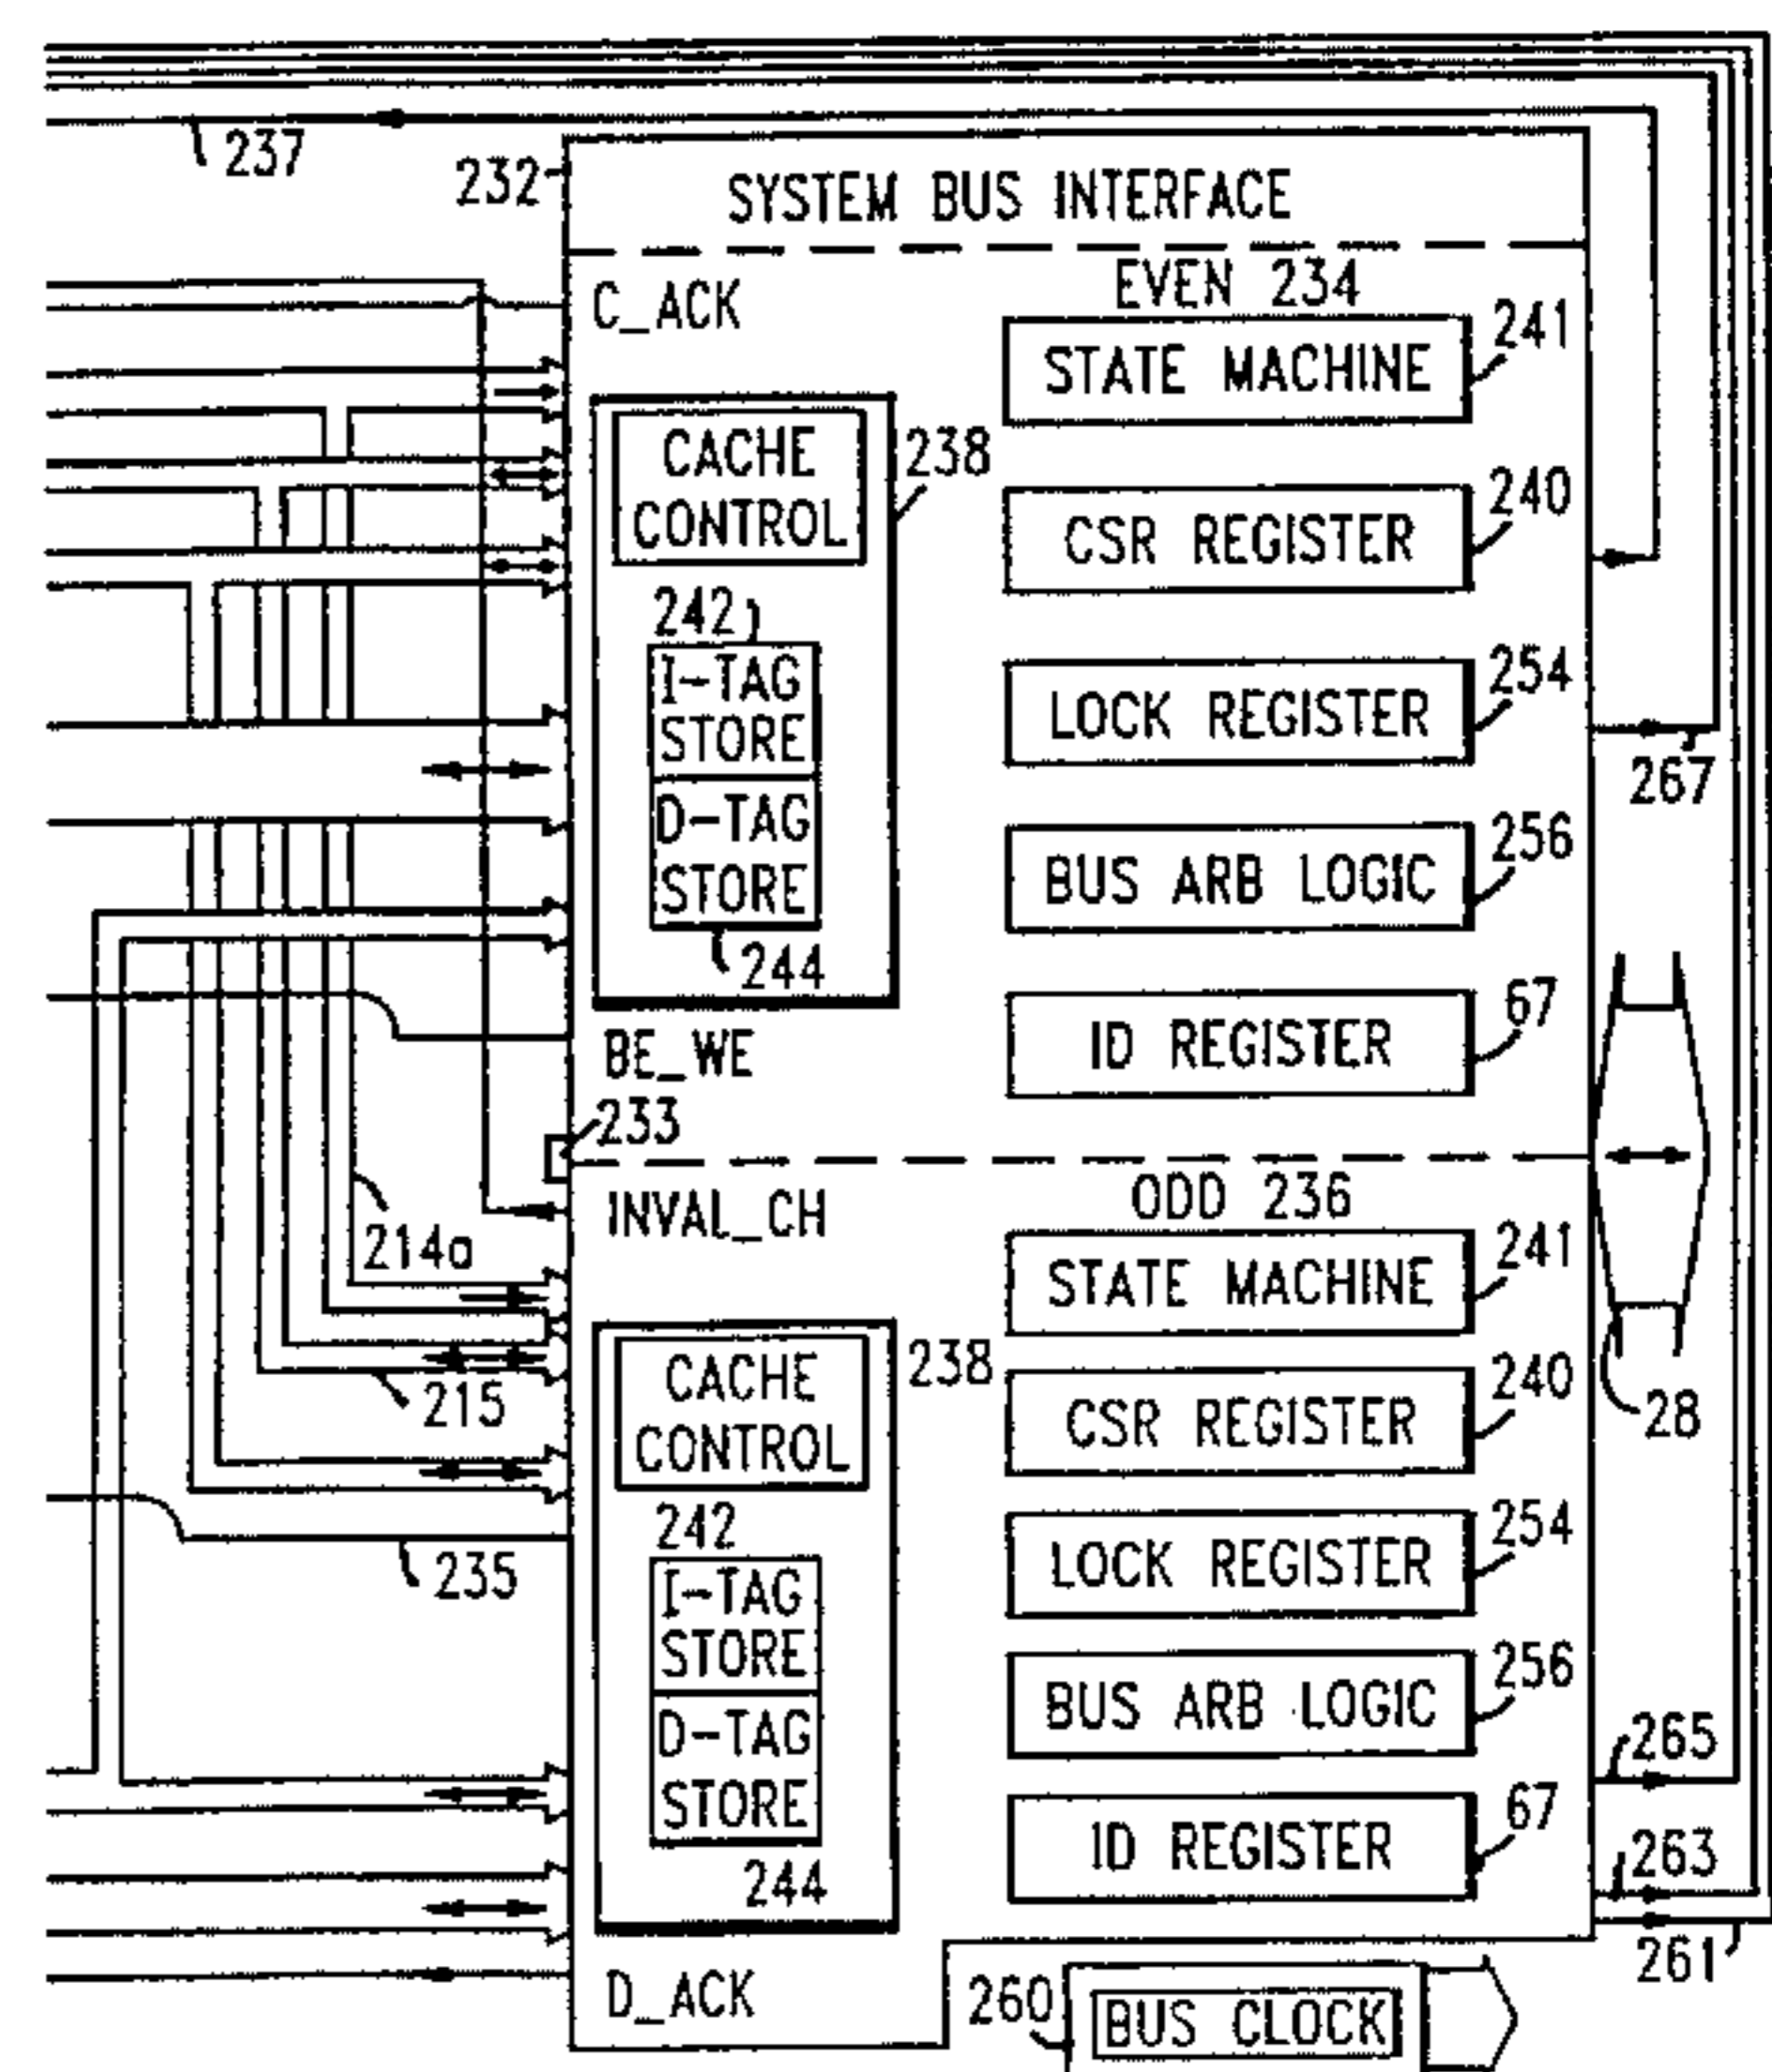 237
232
SYSTEM BUS INTERFACE
C_ACK
EVEN 234
241
STATE MACHINE
CACHE
CONTROL
238
240
CSR REGISTER
242
I-TAG
STORE
D-TAG
STORE
244
254
LOCK REGISTER
267
256
BUS ARB LOGIC
67
ID REGISTER
BE_WE
233
INVAL_CH
ODD 236
214a
215
235
241
STATE MACHINE
CACHE
CONTROL
238
240
CSR REGISTER
28
242
I-TAG
STORE
D-TAG
STORE
244
254
LOCK REGISTER
256
BUS ARB LOGIC
265
67
ID REGISTER
263
261
D_ACK
260
BUS CLOCK